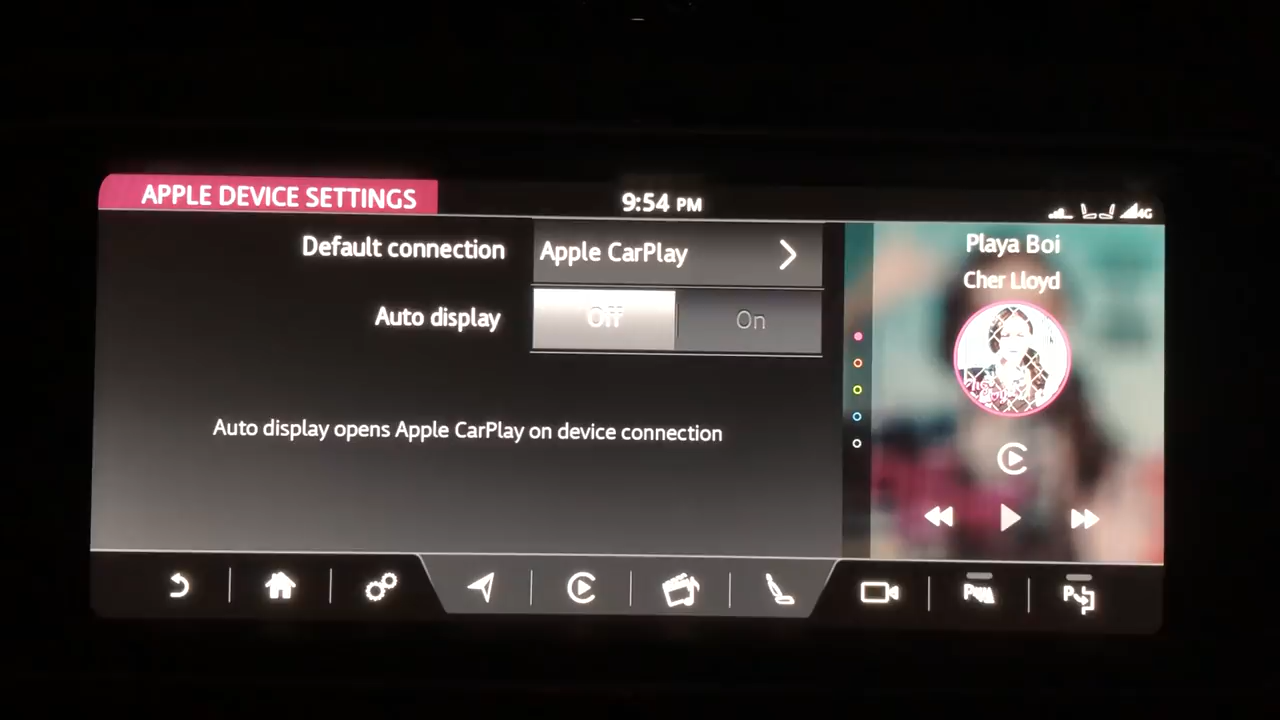 APPLE DEVICE SETTINGS
9:54 PM
4G
Default connection
Apple CarPlay
Auto display
Off
On
Auto display opens Apple CarPlay on device connection
Playa Boi
Cher Lloyd